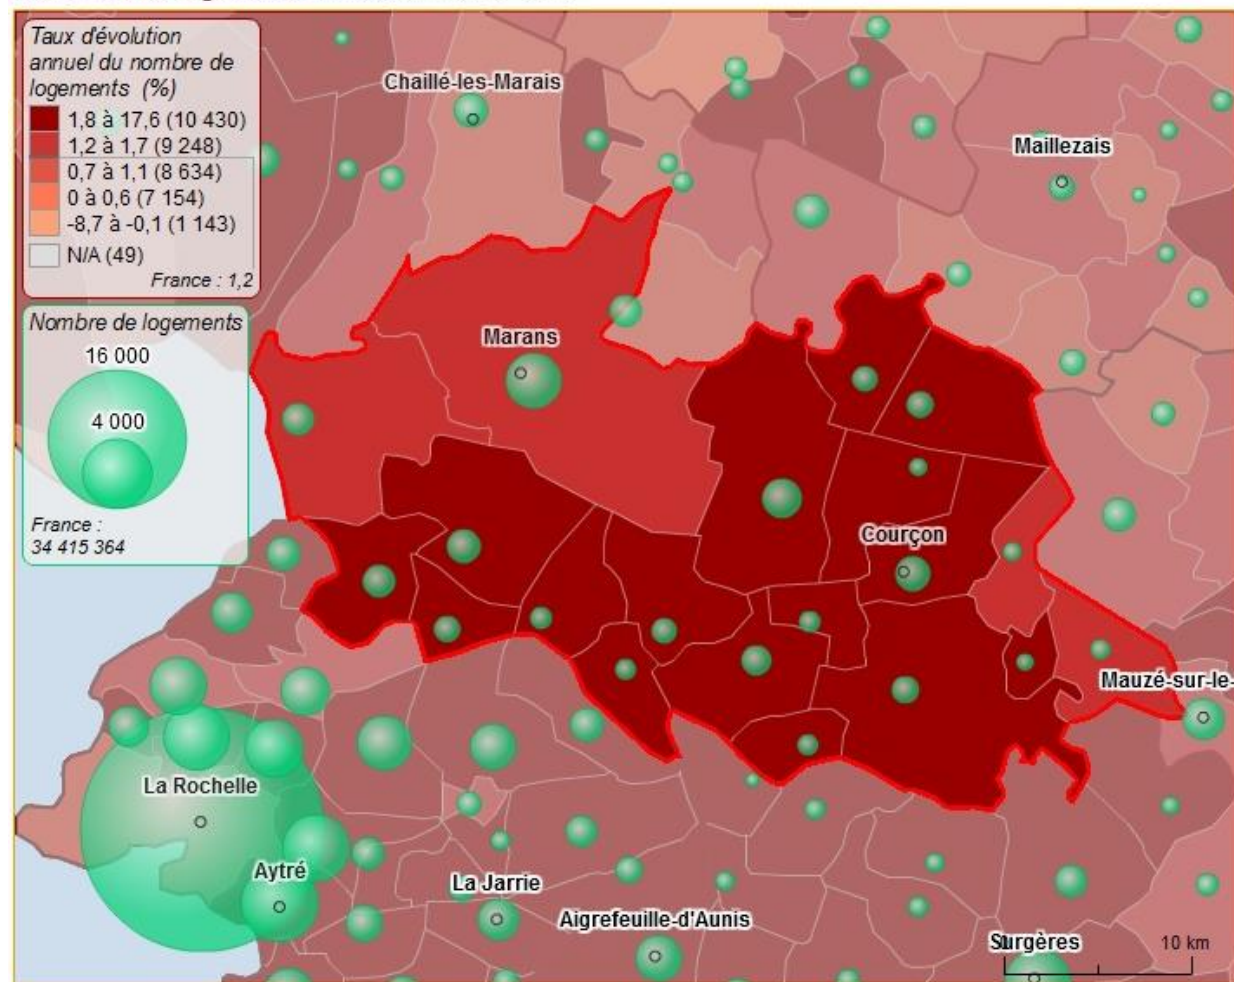 Taux d'évolution
annuel du nombre de
logements (%)
1,8 à 17,6 (10 430)
1,2 à 1,7 (9 248)
0,7 à 1,1 (8 634)
0 à 0,6 (7 154)
-8,7 à -0,1 (1 143)
N/A (49)
France : 1,2
Nombre de logements
16 000
4 000
France :
34 415 364
Chaillé-les-Marais
Maillezais
Marans
Courçon
Mauzé-sur-le-
La Rochelle
Aytré
La Jarrie
Aigrefeuille-d'Aunis
Surgères
10 km